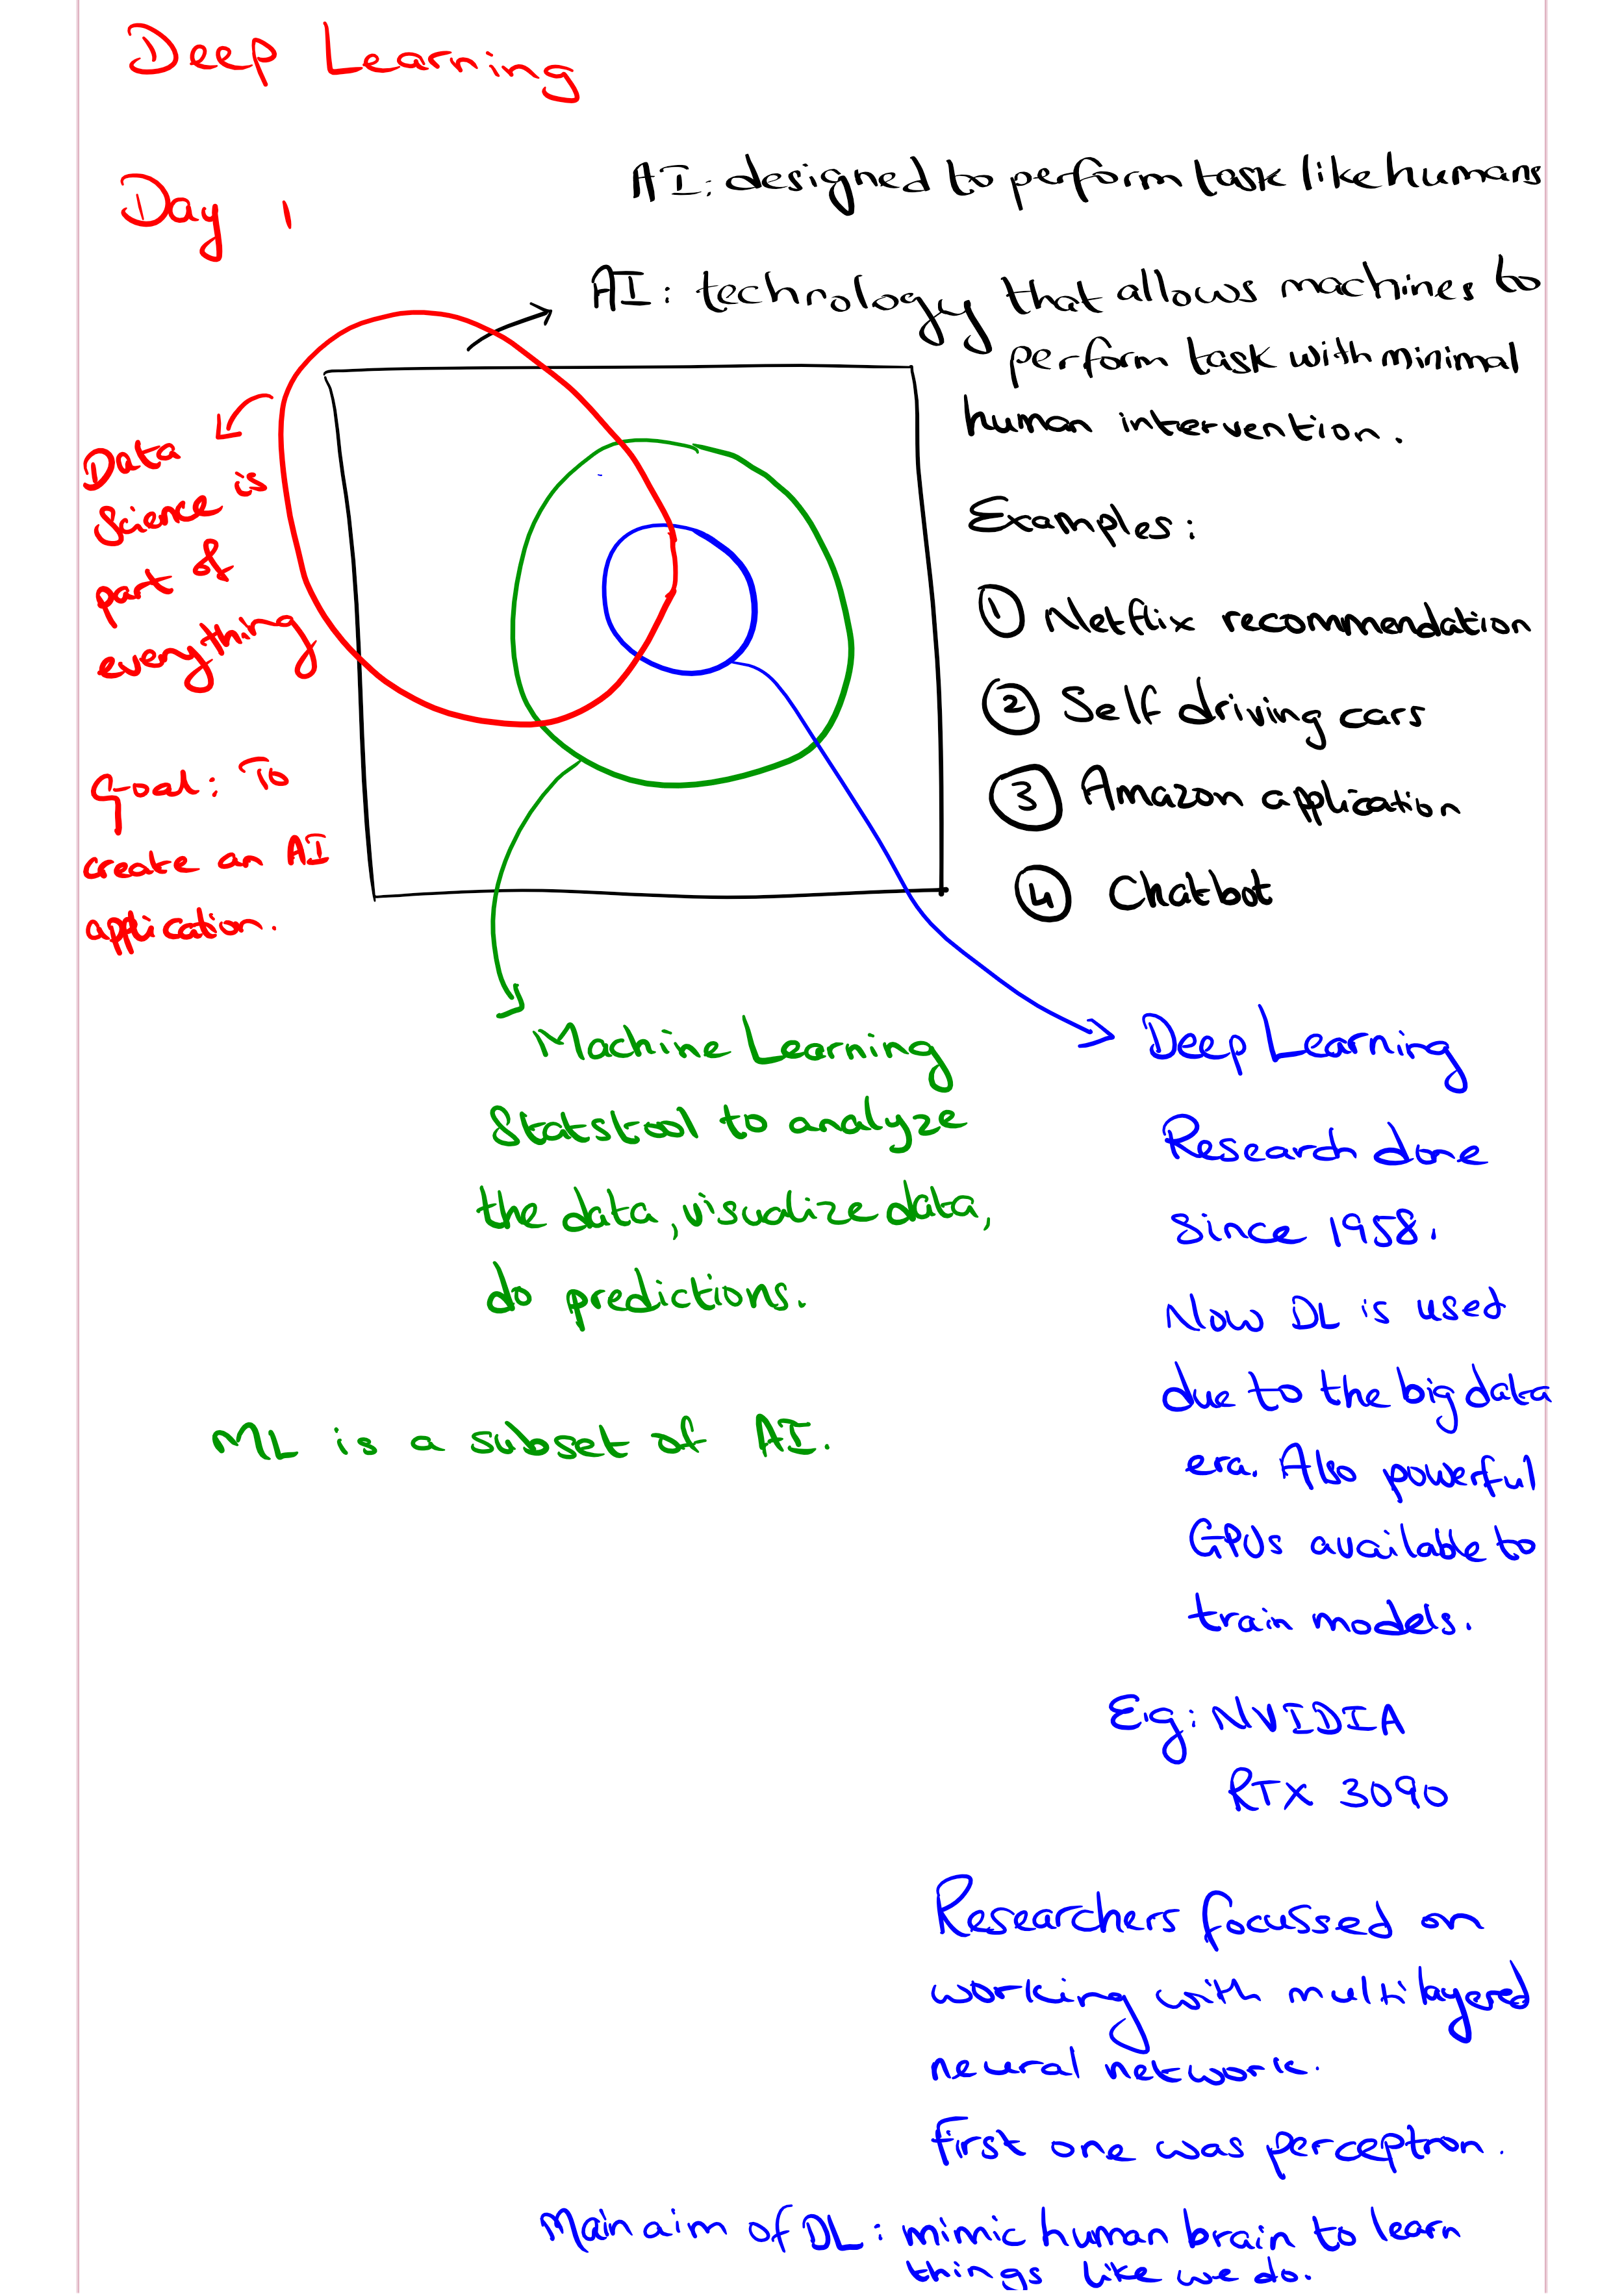 Deep Learning
Day 1
AI: designed to perform task like humans
AI: technology that allows machines to
perform task with minimal
human intervention.
Data
Science is
part of
everything
Goal: To
create an AI
application.
Examples:
① Netflix recommendation
② Self driving cars
③ Amazon application
④ Chatbot
Machine Learning
Statstool to analyze
the data, visualize data,
do predictions.
ML is a subset of AI.
Deep Learning
Research done
since 1958.
Now DL is used
due to the big data
era. Also powerful
GPUs available to
train models.
E.g: NVIDIA
RTX 3090
Researchers focussed on
working with multilayered
neural network.
First one was perceptron.
Main aim of DL: mimic human brain to learn
things like we do.